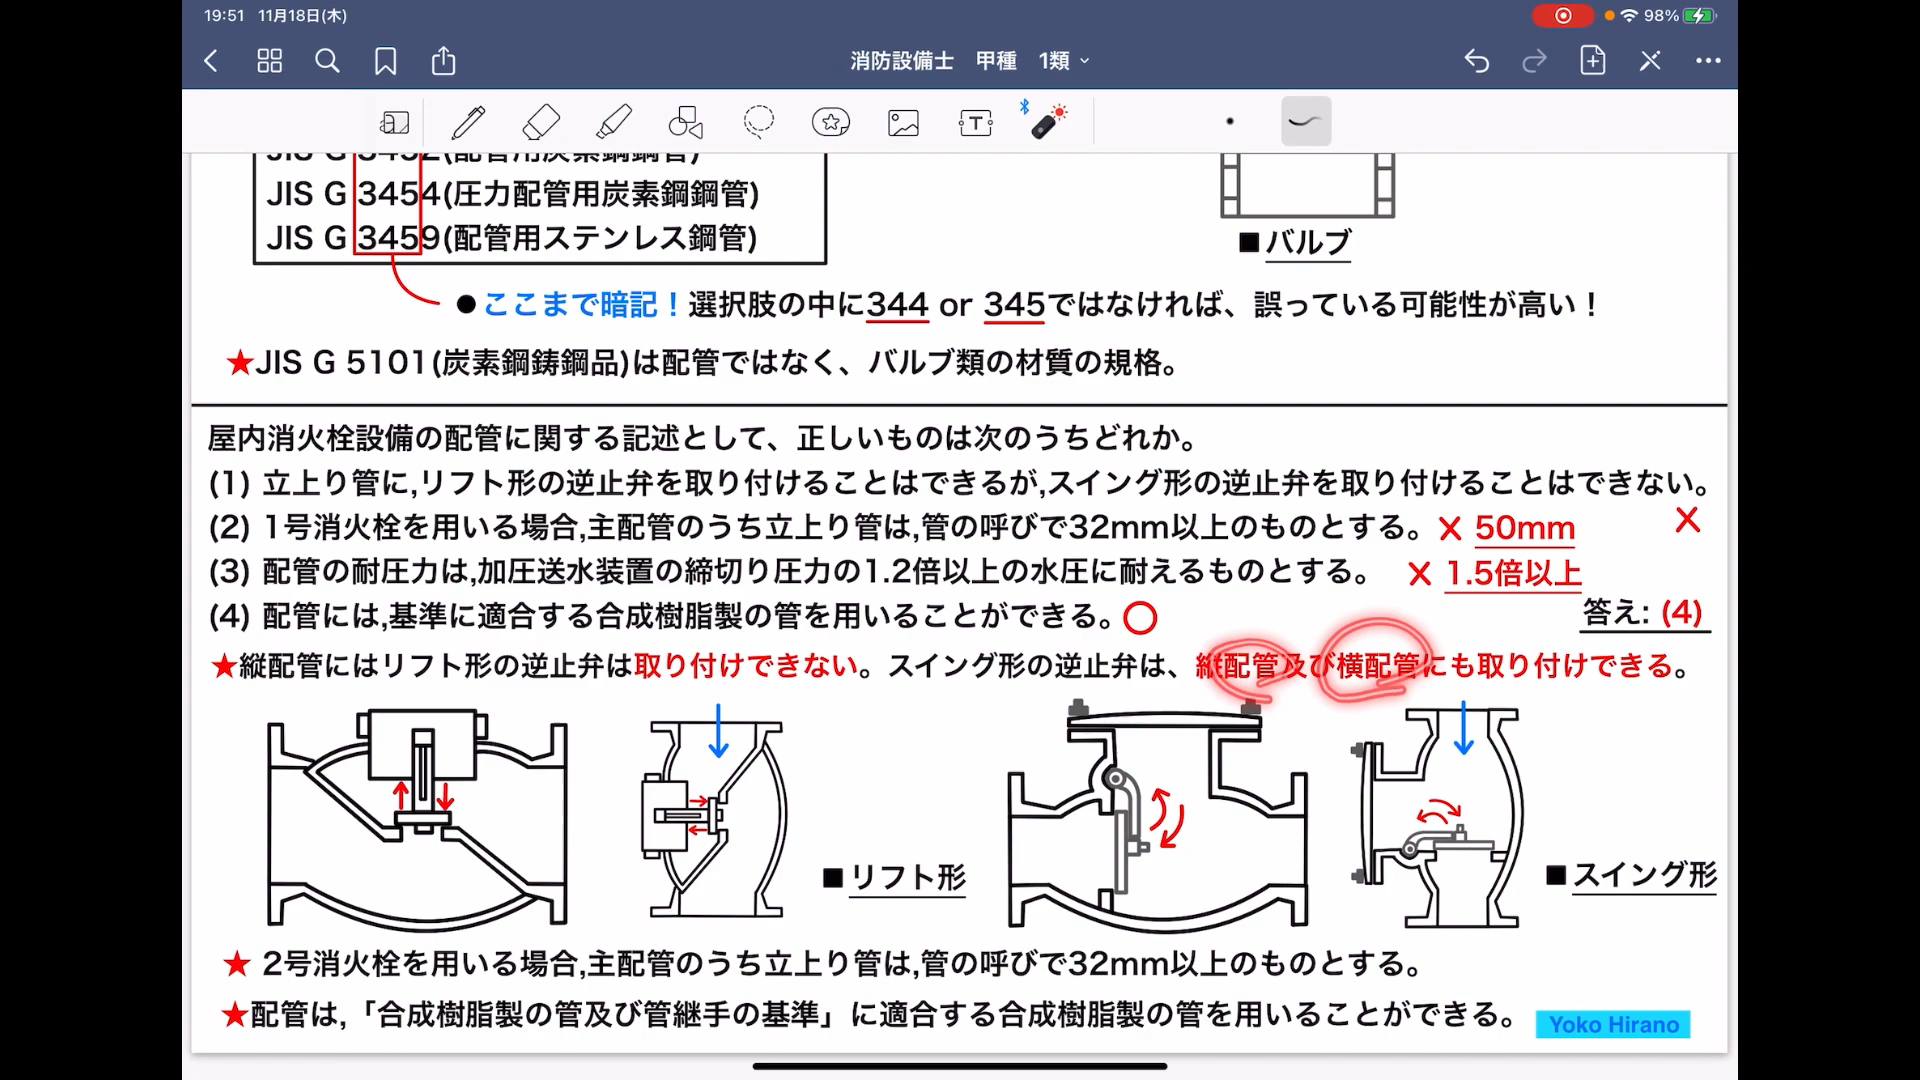 19:51 11月18日(木)
98%
消防設備士 甲種 1類
JIS G 3452(配管用炭素鋼鋼管)
JIS G 3454(圧力配管用炭素鋼鋼管)
JIS G 3459(配管用ステンレス鋼管)
■バルブ
●ここまで暗記！選択肢の中に344 or 345ではなければ、誤っている可能性が高い！
★JIS G 5101(炭素鋼鋳鋼品)は配管ではなく、バルブ類の材質の規格。
屋内消火栓設備の配管に関する記述として、正しいものは次のうちどれか。
(1) 立上り管に,リフト形の逆止弁を取り付けることはできるが,スイング形の逆止弁を取り付けることはできない。
×
(2) 1号消火栓を用いる場合,主配管のうち立上り管は,管の呼びで32mm以上のものとする。× 50mm
(3) 配管の耐圧力は,加圧送水装置の締切り圧力の1.2倍以上の水圧に耐えるものとする。 × 1.5倍以上
(4) 配管には,基準に適合する合成樹脂製の管を用いることができる。○
答え: (4)
★縦配管にはリフト形の逆止弁は取り付けできない。スイング形の逆止弁は、縦配管及び横配管にも取り付けできる。
■リフト形
■スイング形
★ 2号消火栓を用いる場合,主配管のうち立上り管は,管の呼びで32mm以上のものとする。
★配管は,「合成樹脂製の管及び管継手の基準」に適合する合成樹脂製の管を用いることができる。
Yoko Hirano